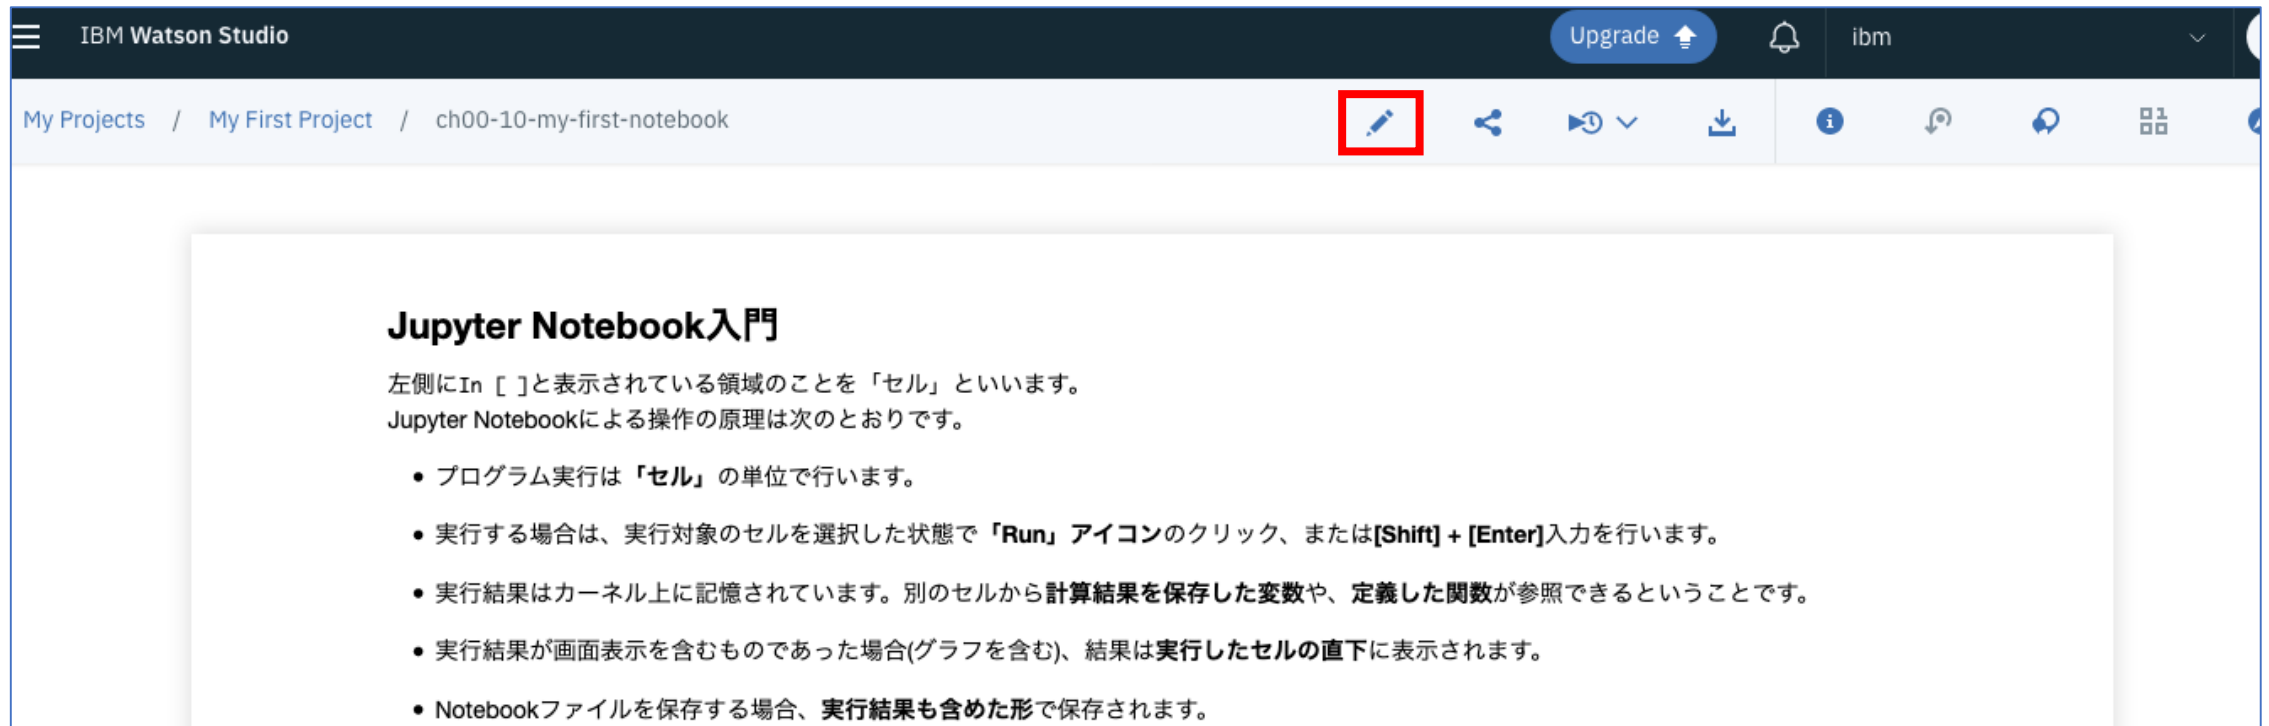 IBM Watson Studio
Upgrade
ibm
My Projects / My First Project / ch00-10-my-first-notebook
Jupyter Notebook入門
左側にIn [ ]と表示されている領域のことを「セル」といいます。
Jupyter Notebookによる操作の原理は次のとおりです。
• プログラム実行は「セル」の単位で行います。
• 実行する場合は、実行対象のセルを選択した状態で「Run」アイコンのクリック、または[Shift] + [Enter]入力を行います。
• 実行結果はカーネル上に記憶されています。別のセルから計算結果を保存した変数や、定義した関数が参照できるということです。
• 実行結果が画面表示を含むものであった場合(グラフを含む)、結果は実行したセルの直下に表示されます。
• Notebookファイルを保存する場合、実行結果も含めた形で保存されます。